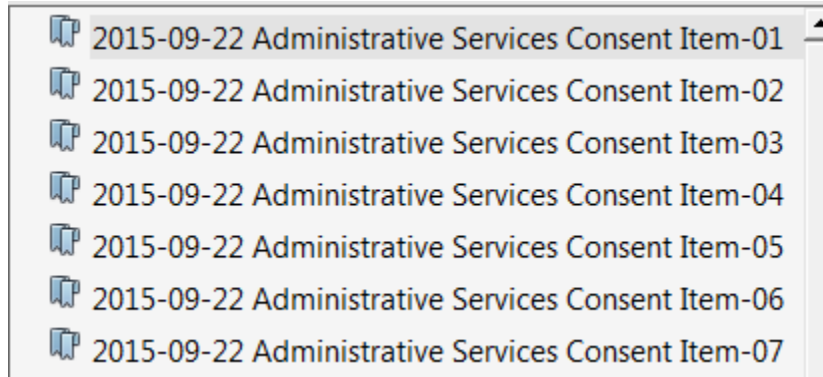 2015-09-22 Administrative Services Consent Item-01
2015-09-22 Administrative Services Consent Item-02
2015-09-22 Administrative Services Consent Item-03
2015-09-22 Administrative Services Consent Item-04
2015-09-22 Administrative Services Consent Item-05
2015-09-22 Administrative Services Consent Item-06
2015-09-22 Administrative Services Consent Item-07